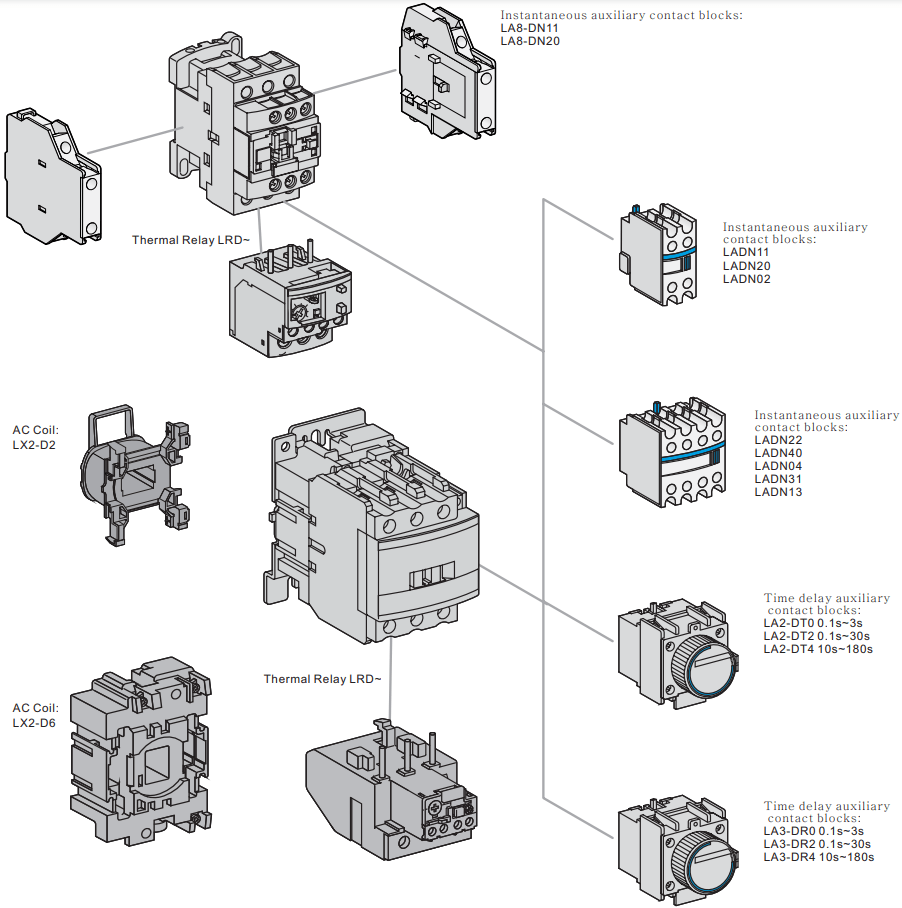 Instantaneous auxiliary contact blocks:
LA8-DN11
LA8-DN20
Thermal Relay LRD~
Instantaneous auxiliary
contact blocks:
LADN11
LADN20
LADN02
AC Coil:
LX2-D2
Instantaneous auxiliary
contact blocks:
LADN22
LADN40
LADN04
LADN31
LADN13
Time delay auxiliary
contact blocks:
LA2-DT0 0.1s~3s
LA2-DT2 0.1s~30s
LA2-DT4 10s~180s
Thermal Relay LRD~
AC Coil:
LX2-D6
Time delay auxiliary
contact blocks:
LA3-DR0 0.1s~3s
LA3-DR2 0.1s~30s
LA3-DR4 10s~180s